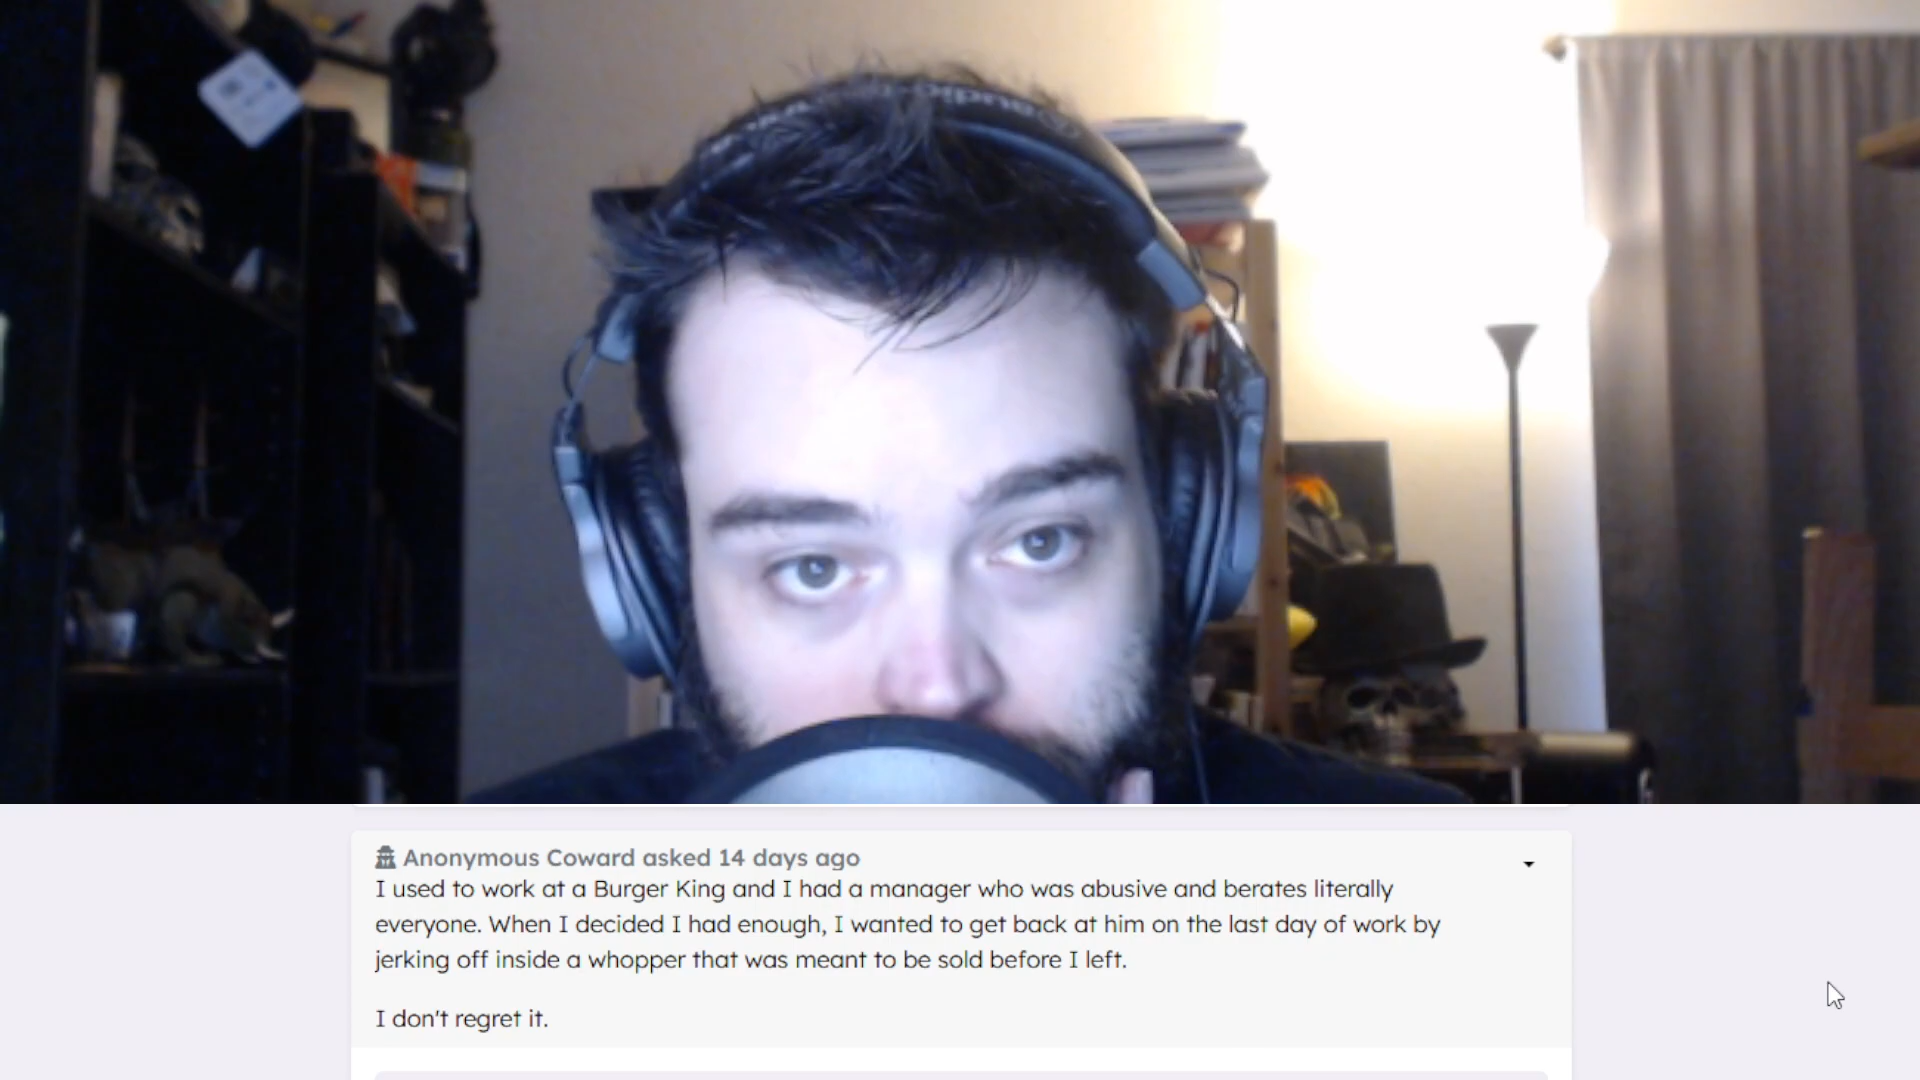 Anonymous Coward asked 14 days ago
I used to work at a Burger King and I had a manager who was abusive and berates literally
everyone. When I decided I had enough, I wanted to get back at him on the last day of work by
jerking off inside a whopper that was meant to be sold before I left.
I don't regret it.